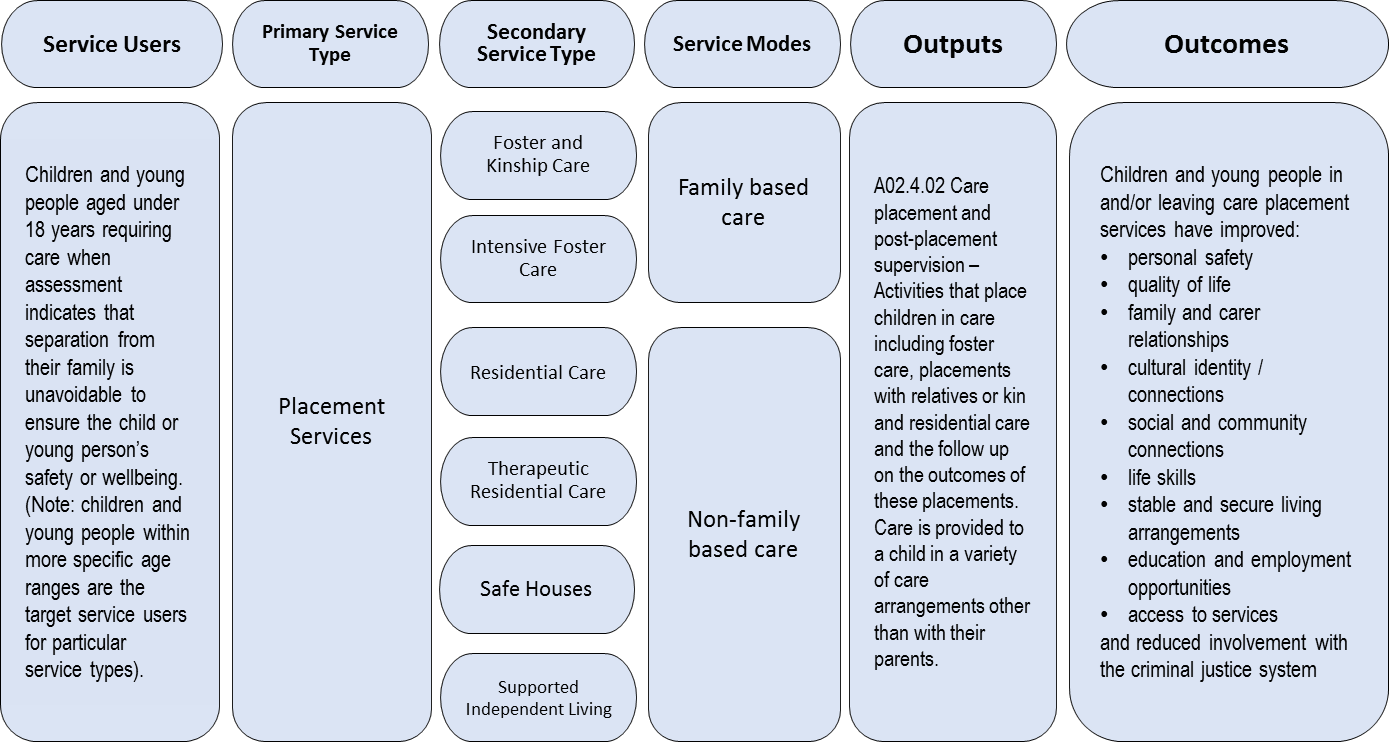 Service Users
Primary Service
Type
Secondary
Service Type
Service Modes
Outputs
Outcomes
Children and young
people aged under
18 years requiring
care when
assessment
indicates that
separation from
their family is
unavoidable to
ensure the child or
young person’s
safety or wellbeing.
(Note: children and
young people within
more specific age
ranges are the
target service users
for particular
service types).
Placement
Services
Foster and
Kinship Care
Intensive Foster
Care
Residential Care
Therapeutic
Residential Care
Safe Houses
Supported
Independent Living
Family based
care
Non-family
based care
A02.4.02 Care
placement and
post-placement
supervision –
Activities that place
children in care
including foster
care, placements
with relatives or kin
and residential care
and the follow up
on the outcomes of
these placements.
Care is provided to
a child in a variety
of care
arrangements other
than with their
parents.
Children and young people in
and/or leaving care placement
services have improved:
• personal safety
• quality of life
• family and carer
relationships
• cultural identity /
connections
• social and community
connections
• life skills
• stable and secure living
arrangements
• education and employment
opportunities
• access to services
and reduced involvement with
the criminal justice system